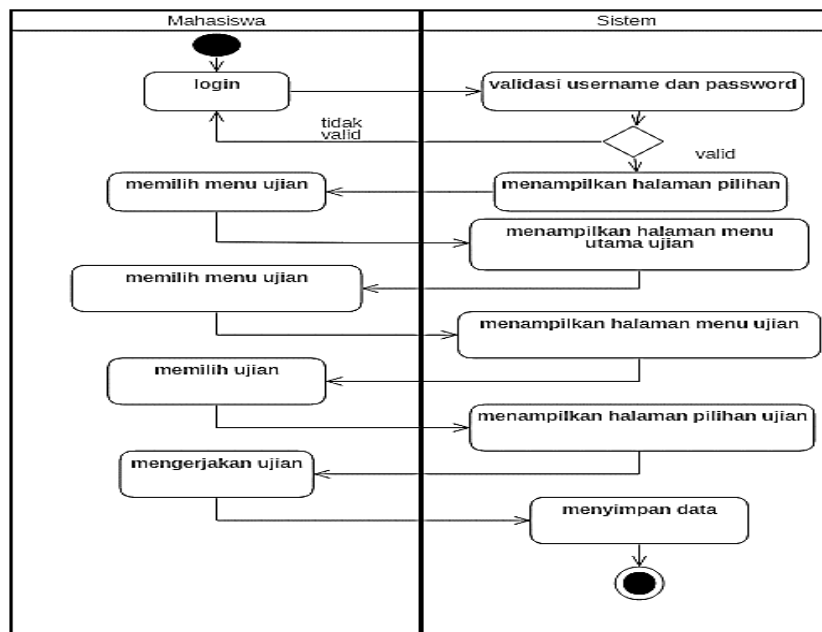 Mahasiswa
Sistem
login
validasi username dan password
tidak
valid
valid
memilih menu ujian
menampilkan halaman pilihan
menampilkan halaman menu
utama ujian
memilih menu ujian
menampilkan halaman menu ujian
memilih ujian
menampilkan halaman pilihan ujian
mengerjakan ujian
menyimpan data